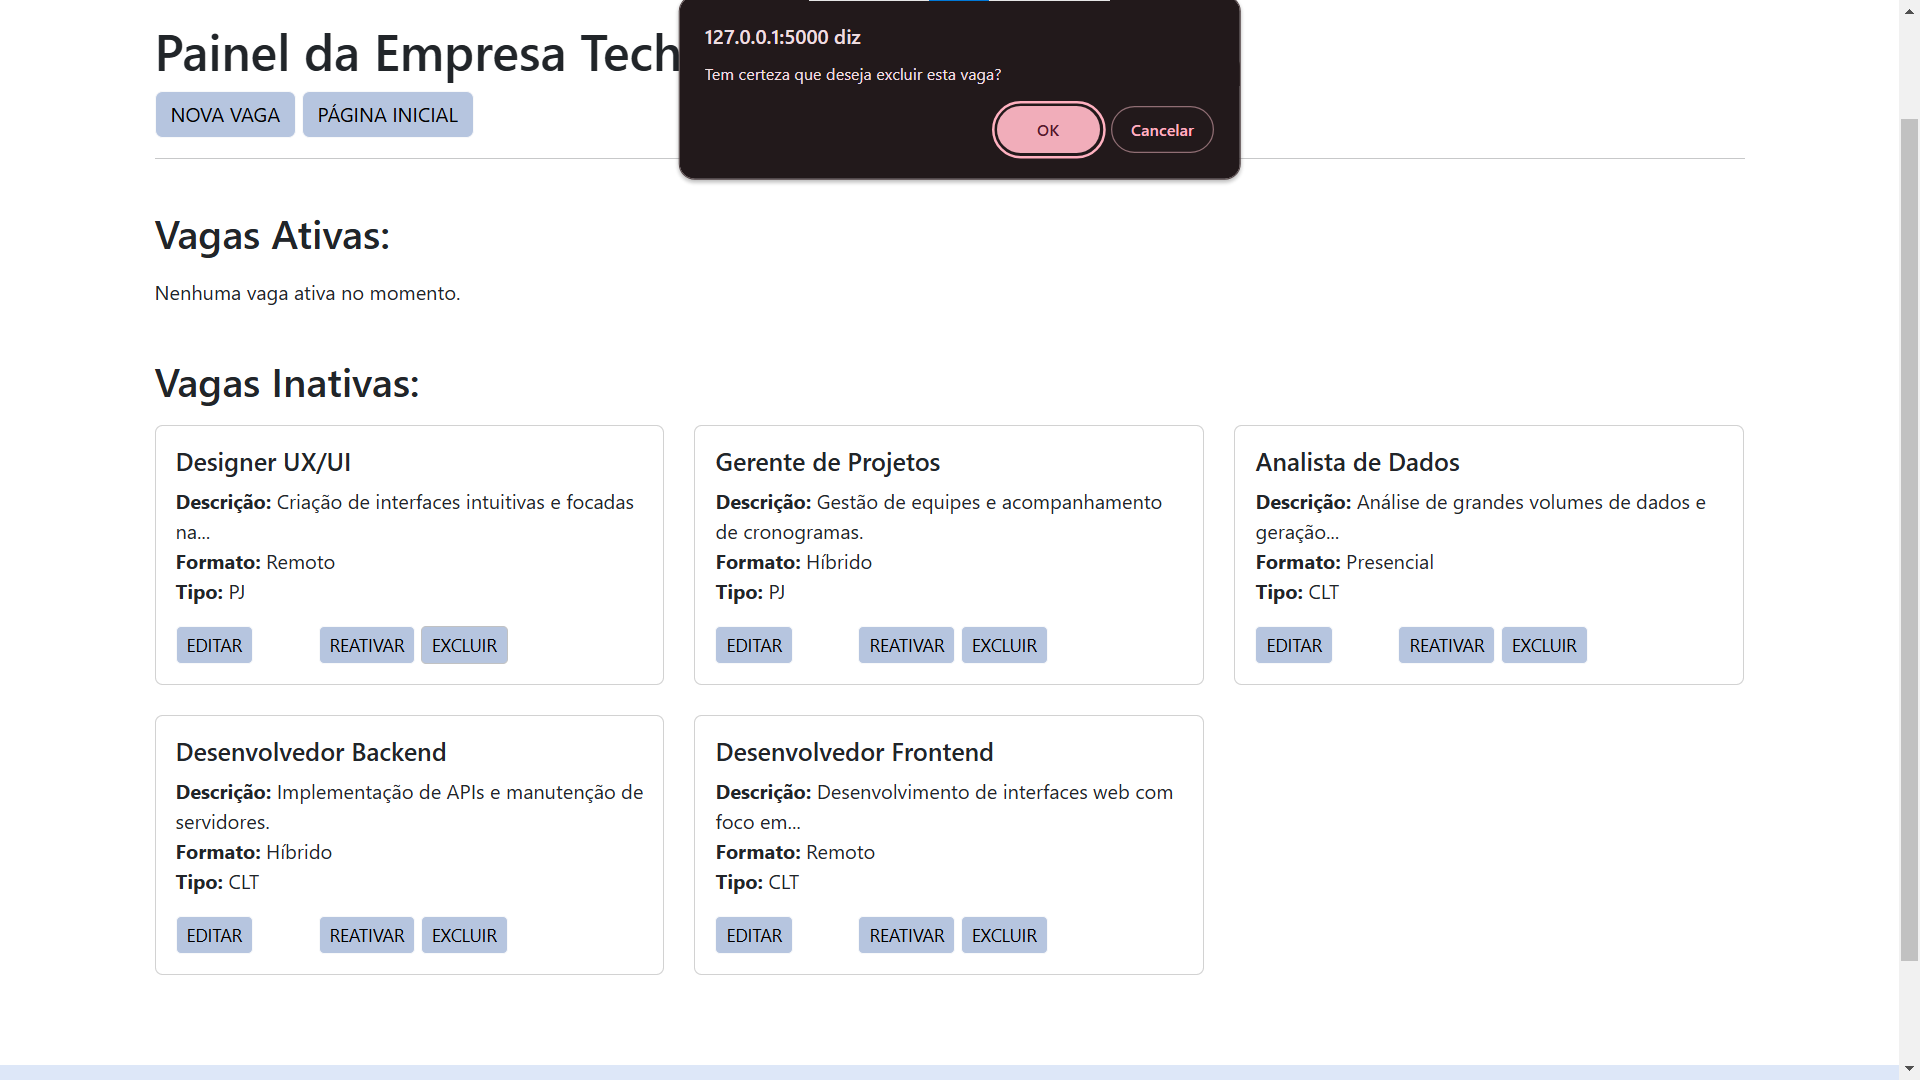 127.0.0.1:5000 diz
Tem certeza que deseja excluir esta vaga?
OK
Cancelar
Painel da Empresa Tech
NOVA VAGA
PÁGINA INICIAL
Vagas Ativas:
Nenhuma vaga ativa no momento.
Vagas Inativas:
Designer UX/UI
Descrição: Criação de interfaces intuitivas e focadas
na...
Formato: Remoto
Tipo: PJ
EDITAR
REATIVAR
EXCLUIR
Gerente de Projetos
Descrição: Gestão de equipes e acompanhamento
de cronogramas.
Formato: Híbrido
Tipo: PJ
EDITAR
REATIVAR
EXCLUIR
Analista de Dados
Descrição: Análise de grandes volumes de dados e
geração...
Formato: Presencial
Tipo: CLT
EDITAR
REATIVAR
EXCLUIR
Desenvolvedor Backend
Descrição: Implementação de APIs e manutenção de
servidores.
Formato: Híbrido
Tipo: CLT
EDITAR
REATIVAR
EXCLUIR
Desenvolvedor Frontend
Descrição: Desenvolvimento de interfaces web com
foco em...
Formato: Remoto
Tipo: CLT
EDITAR
REATIVAR
EXCLUIR